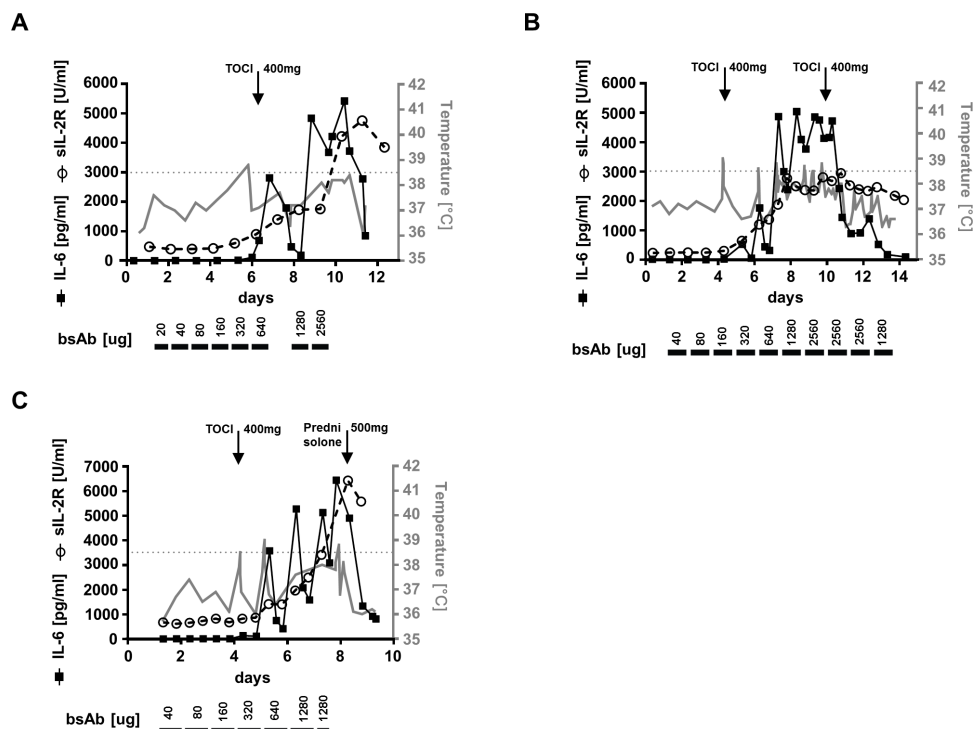 A
TOCI 400mg
IL-6 [pg/ml] sIL-2R [U/ml]
6000
5000
4000
3000
2000
1000
0
42
41
40
39
38
37
36
35
Temperature [°C]
0 2 4 6 8 10 12
days
bsAb [ug]
20 40 80 160 320 640 1280 2560
B
TOCI 400mg TOCI 400mg
IL-6 [pg/ml] sIL-2R [U/ml]
6000
5000
4000
3000
2000
1000
0
42
41
40
39
38
37
36
35
Temperature [°C]
0 2 4 6 8 10 12 14
days
bsAb [ug]
40 80 160 320 640 1280 2560 2560 2560 1280
C
TOCI 400mg
Predni 500mg
solone
IL-6 [pg/ml] sIL-2R [U/ml]
7000
6000
5000
4000
3000
2000
1000
0
42
41
40
39
38
37
36
35
Temperature [°C]
0 2 4 6 8 10
days
bsAb [ug]
40 80 160 320 640 1280 1280